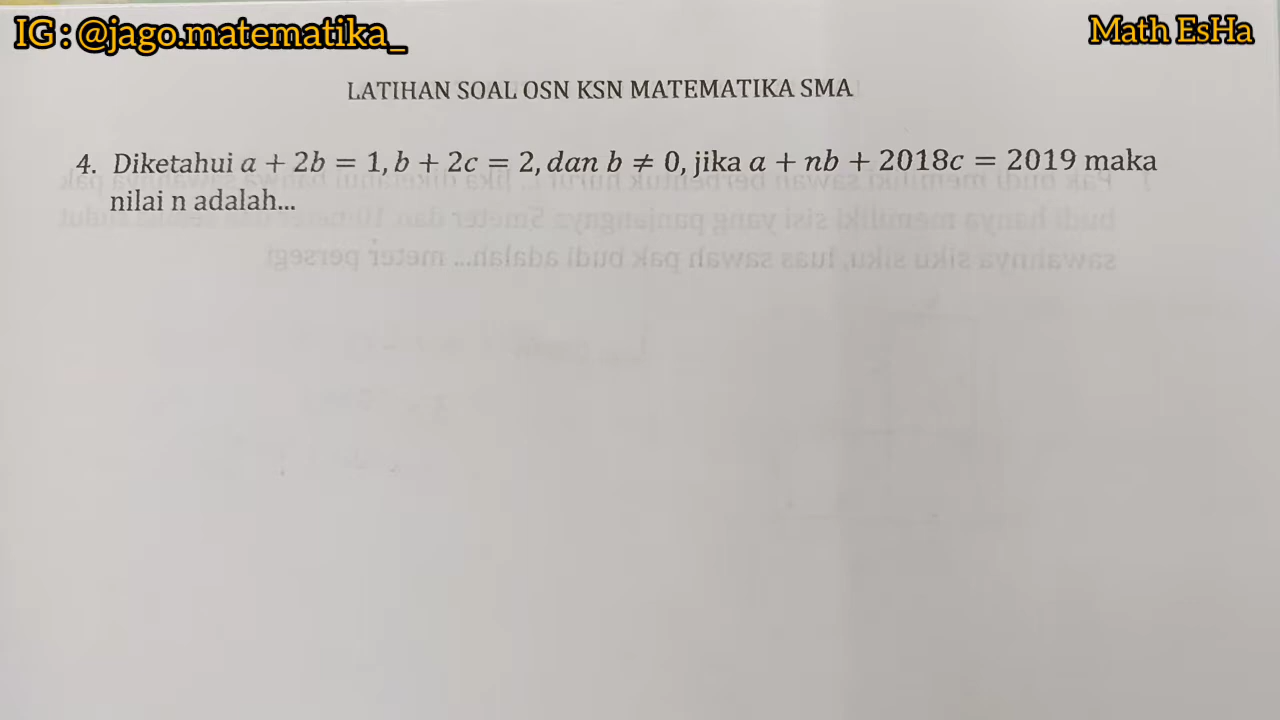 IG : @jago.matematika_
Math EsHa
LATIHAN SOAL OSN KSN MATEMATIKA SMA
4. Diketahui a + 2b = 1, b + 2c = 2, dan b ≠ 0, jika a + nb + 2018c = 2019 maka
nilai n adalah...